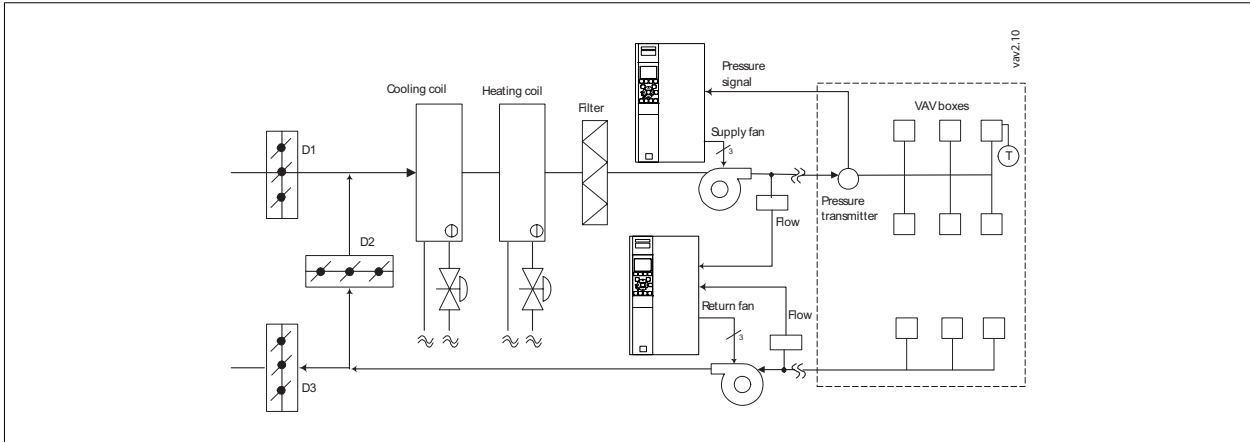 vav2.10
Pressure
signal
Cooling coil
Heating coil
Filter
VAV boxes
D1
Supply fan
3
T
Pressure
transmitter
Flow
D2
Return fan
3
Flow
D3